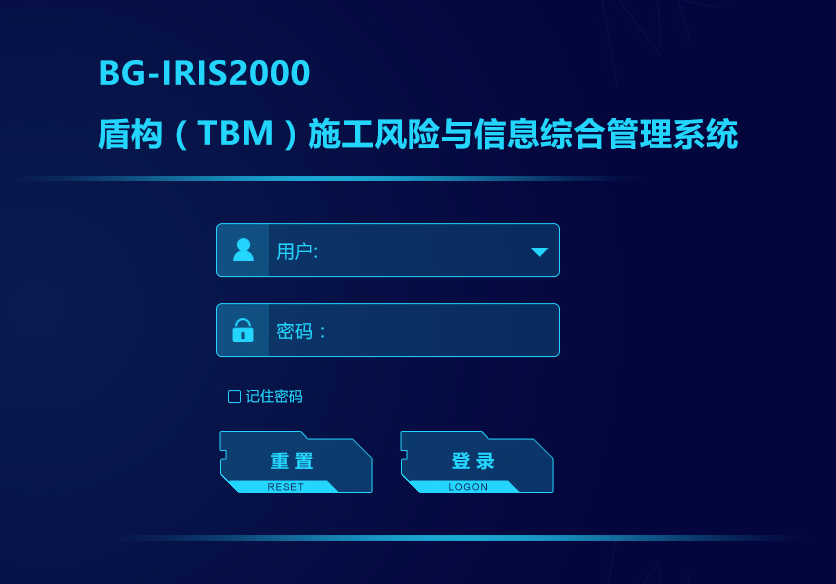 BG-IRIS2000
盾构（TBM）施工风险与信息综合管理系统
用户:
密码：
记住密码
重置 登录
RESET LOGON